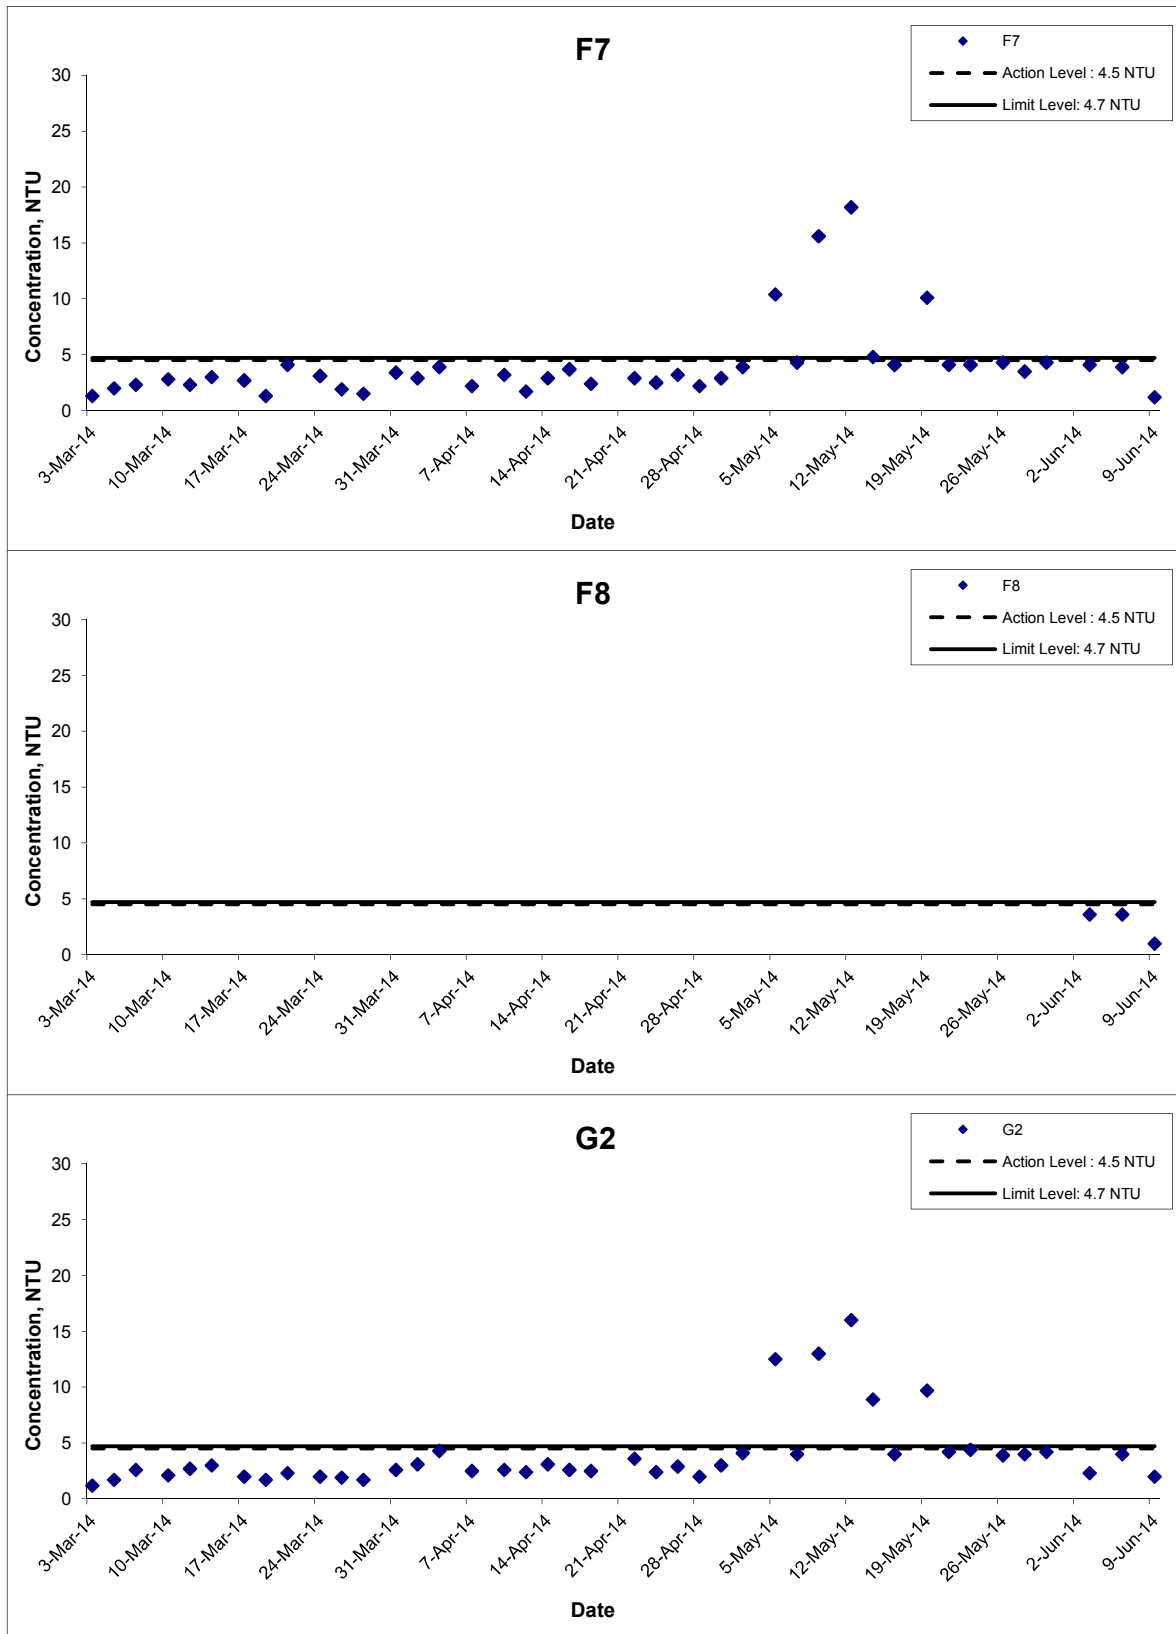 F7
F7
Action Level : 4.5 NTU
Limit Level: 4.7 NTU
Concentration, NTU
30
25
20
15
10
5
0
3-Mar-14
10-Mar-14
17-Mar-14
24-Mar-14
31-Mar-14
7-Apr-14
14-Apr-14
21-Apr-14
28-Apr-14
5-May-14
12-May-14
19-May-14
26-May-14
2-Jun-14
9-Jun-14
Date
F8
F8
Action Level : 4.5 NTU
Limit Level: 4.7 NTU
Concentration, NTU
30
25
20
15
10
5
0
3-Mar-14
10-Mar-14
17-Mar-14
24-Mar-14
31-Mar-14
7-Apr-14
14-Apr-14
21-Apr-14
28-Apr-14
5-May-14
12-May-14
19-May-14
26-May-14
2-Jun-14
9-Jun-14
Date
G2
G2
Action Level : 4.5 NTU
Limit Level: 4.7 NTU
Concentration, NTU
30
25
20
15
10
5
0
3-Mar-14
10-Mar-14
17-Mar-14
24-Mar-14
31-Mar-14
7-Apr-14
14-Apr-14
21-Apr-14
28-Apr-14
5-May-14
12-May-14
19-May-14
26-May-14
2-Jun-14
9-Jun-14
Date